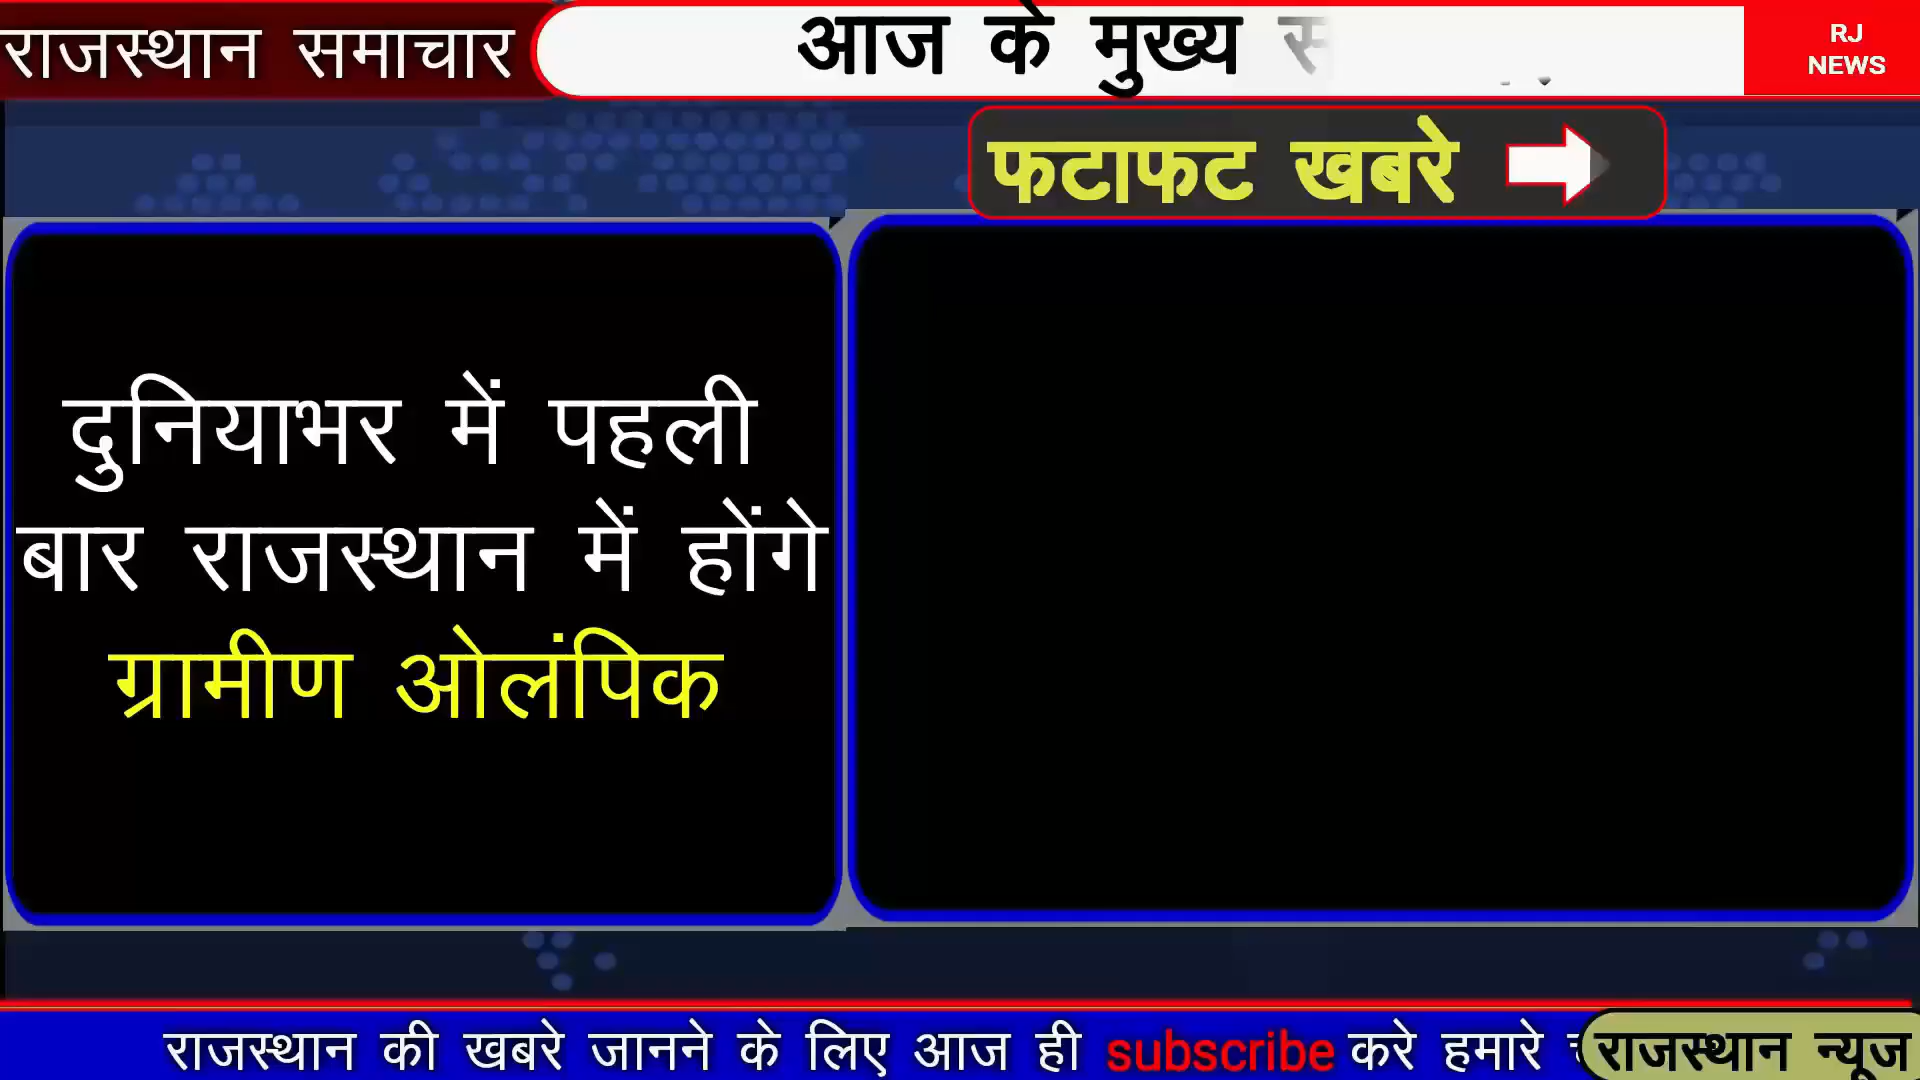 राजस्थान समाचार
आज के मुख्य
RJ
NEWS
फटाफट खबरे
दुनियाभर में पहली
बार राजस्थान में होंगे
ग्रामीण ओलंपिक
राजस्थान की खबरे जानने के लिए आज ही subscribe करे हमारे
राजस्थान न्यूज